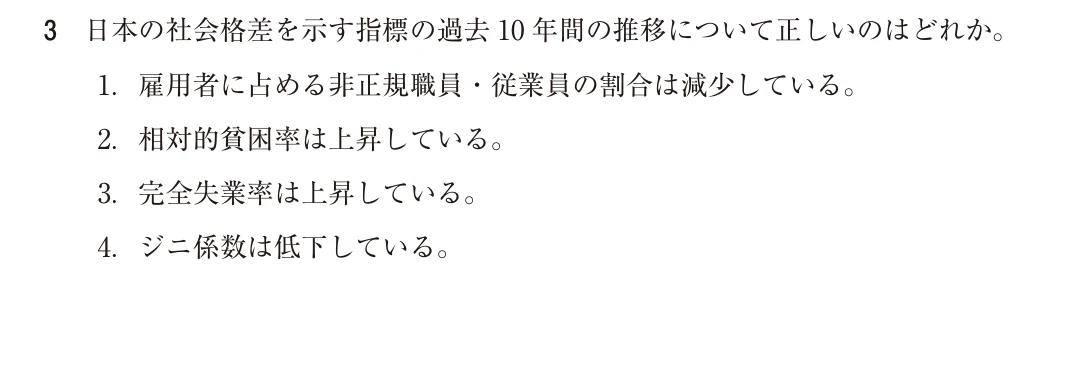 3 日本の社会格差を示す指標の過去 10 年間の推移について正しいのはどれか。
1. 雇用者に占める非正規職員・従業員の割合は減少している。
2. 相対的貧困率は上昇している。
3. 完全失業率は上昇している。
4. ジニ係数は低下している。